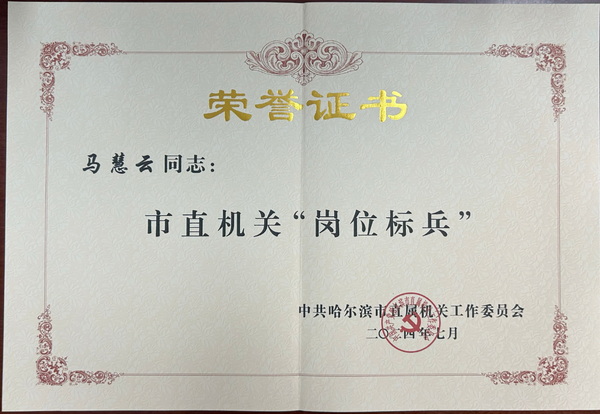 荣誉证书
马慧云同志：
市直机关“岗位标兵”
中共哈尔滨市直属机关工作委员会
二〇二四年七月